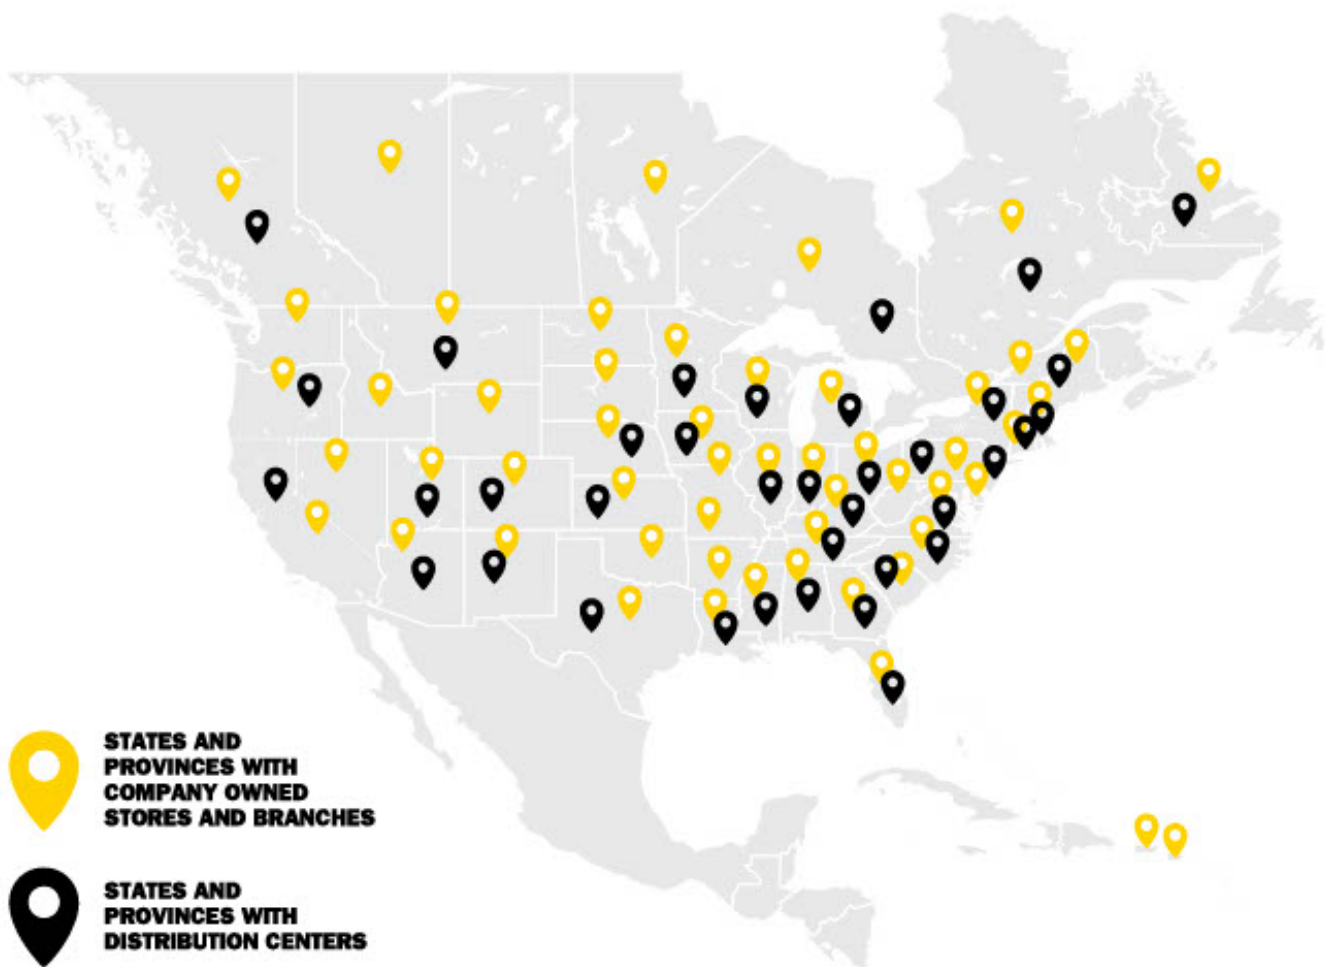 STATES AND
PROVINCES WITH
COMPANY OWNED
STORES AND BRANCHES
STATES AND
PROVINCES WITH
DISTRIBUTION CENTERS